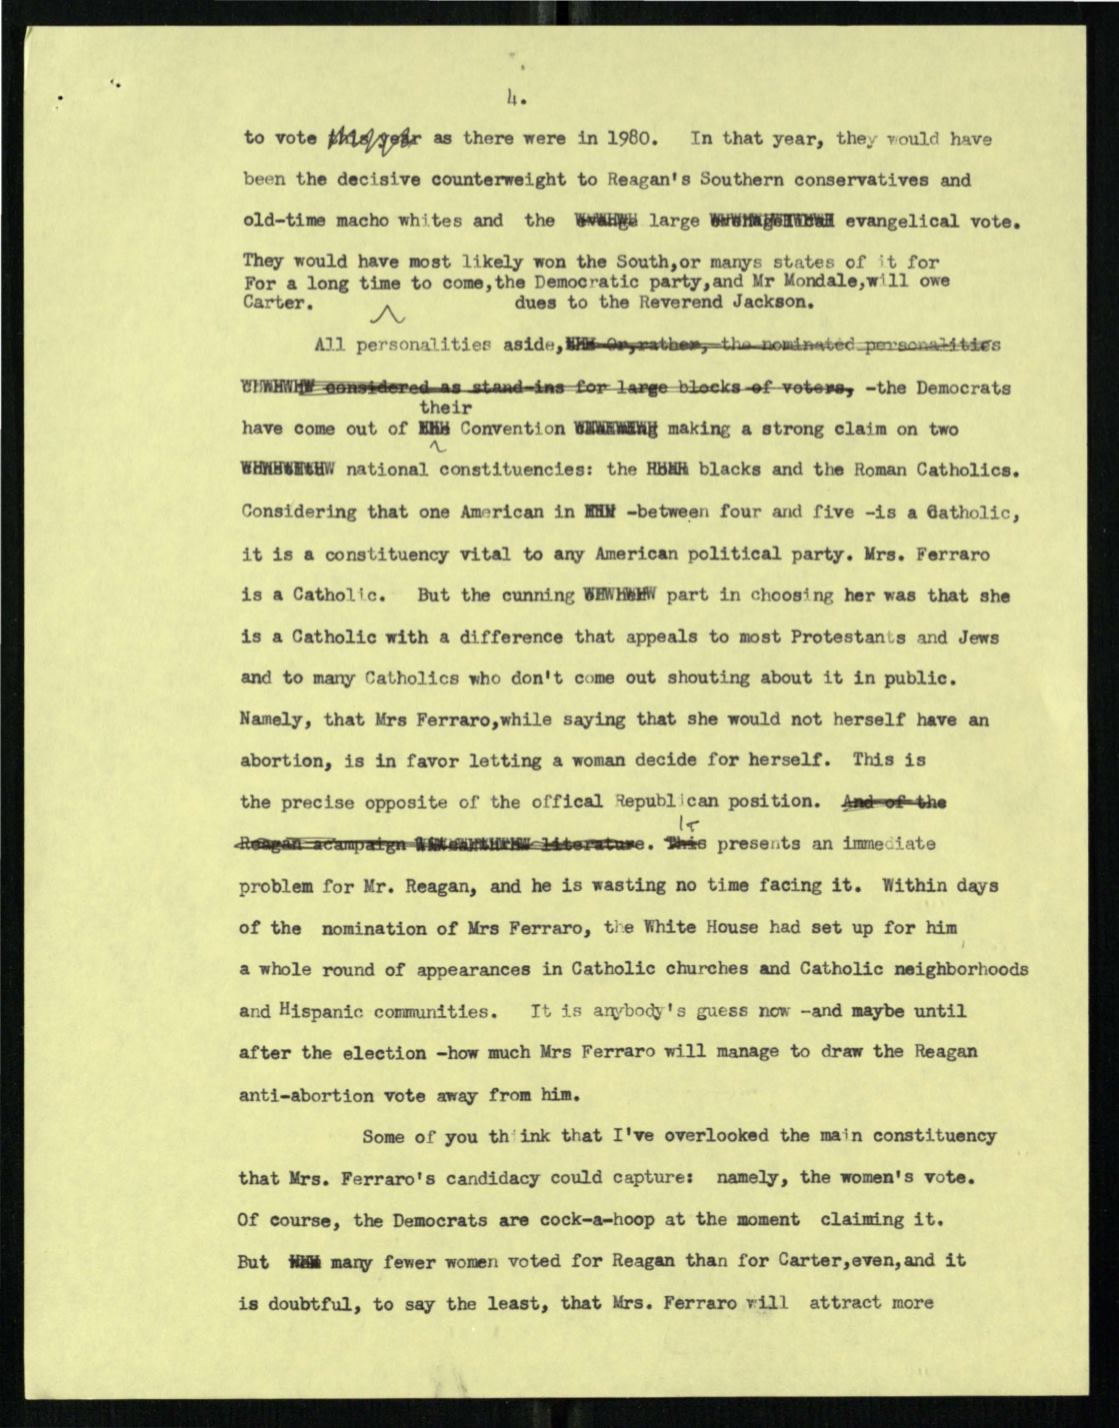 4.
to vote this year as there were in 1980. In that year, they would have
been the decisive counterweight to Reagan's Southern conservatives and
old-time macho whites and the large evangelical vote.
They would have most likely won the South,or manys states of it for
For a long time to come,the Democratic party,and Mr Mondale,will owe
Carter. dues to the Reverend Jackson.
All personalities aside, Or,rather, the nominated personalities
considered as stand-ins for large blocks of voters, -the Democrats
their
have come out of Convention making a strong claim on two
national constituencies: the blacks and the Roman Catholics.
Considering that one American in -between four and five -is a Catholic,
it is a constituency vital to any American political party. Mrs. Ferraro
is a Catholic. But the cunning part in choosing her was that she
is a Catholic with a difference that appeals to most Protestants and Jews
and to many Catholics who don't come out shouting about it in public.
Namely, that Mrs Ferraro,while saying that she would not herself have an
abortion, is in favor letting a woman decide for herself. This is
the precise opposite of the offical Republican position. And of the
It
Reagan acampaign literature. This presents an immediate
problem for Mr. Reagan, and he is wasting no time facing it. Within days
of the nomination of Mrs Ferraro, the White House had set up for him
a whole round of appearances in Catholic churches and Catholic neighborhoods
and Hispanic communities. It is anybody's guess now -and maybe until
after the election -how much Mrs Ferraro will manage to draw the Reagan
anti-abortion vote away from him.
Some of you think that I've overlooked the main constituency
that Mrs. Ferraro's candidacy could capture: namely, the women's vote.
Of course, the Democrats are cock-a-hoop at the moment claiming it.
But many fewer women voted for Reagan than for Carter,even,and it
is doubtful, to say the least, that Mrs. Ferraro will attract more